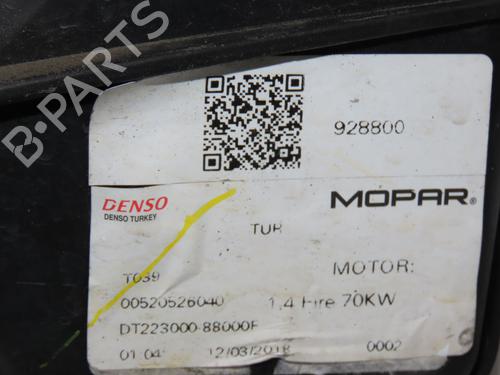 B-PARTS
928800
DENSO
DENSO TURKEY
MOPAR®
TUR
T039
MOTOR:
00520526040
1,4 Fire 70KW
DT223000-88000F
01 04
12/03/2018
0002